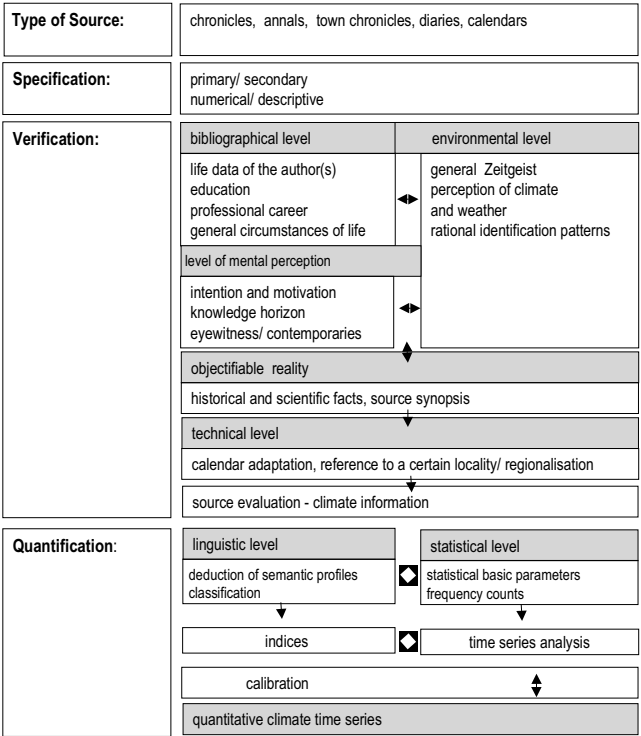 Type of Source:
chronicles, annals, town chronicles, diaries, calendars
Specification:
primary/ secondary
numerical/ descriptive
Verification:
bibliographical level
environmental level
life data of the author(s)
education
professional career
general circumstances of life
general Zeitgeist
perception of climate
and weather
rational identification patterns
level of mental perception
intention and motivation
knowledge horizon
eyewitness/ contemporaries
objectifiable reality
historical and scientific facts, source synopsis
technical level
calendar adaptation, reference to a certain locality/ regionalisation
source evaluation - climate information
Quantification:
linguistic level
statistical level
deduction of semantic profiles
classification
statistical basic parameters
frequency counts
indices
time series analysis
calibration
quantitative climate time series